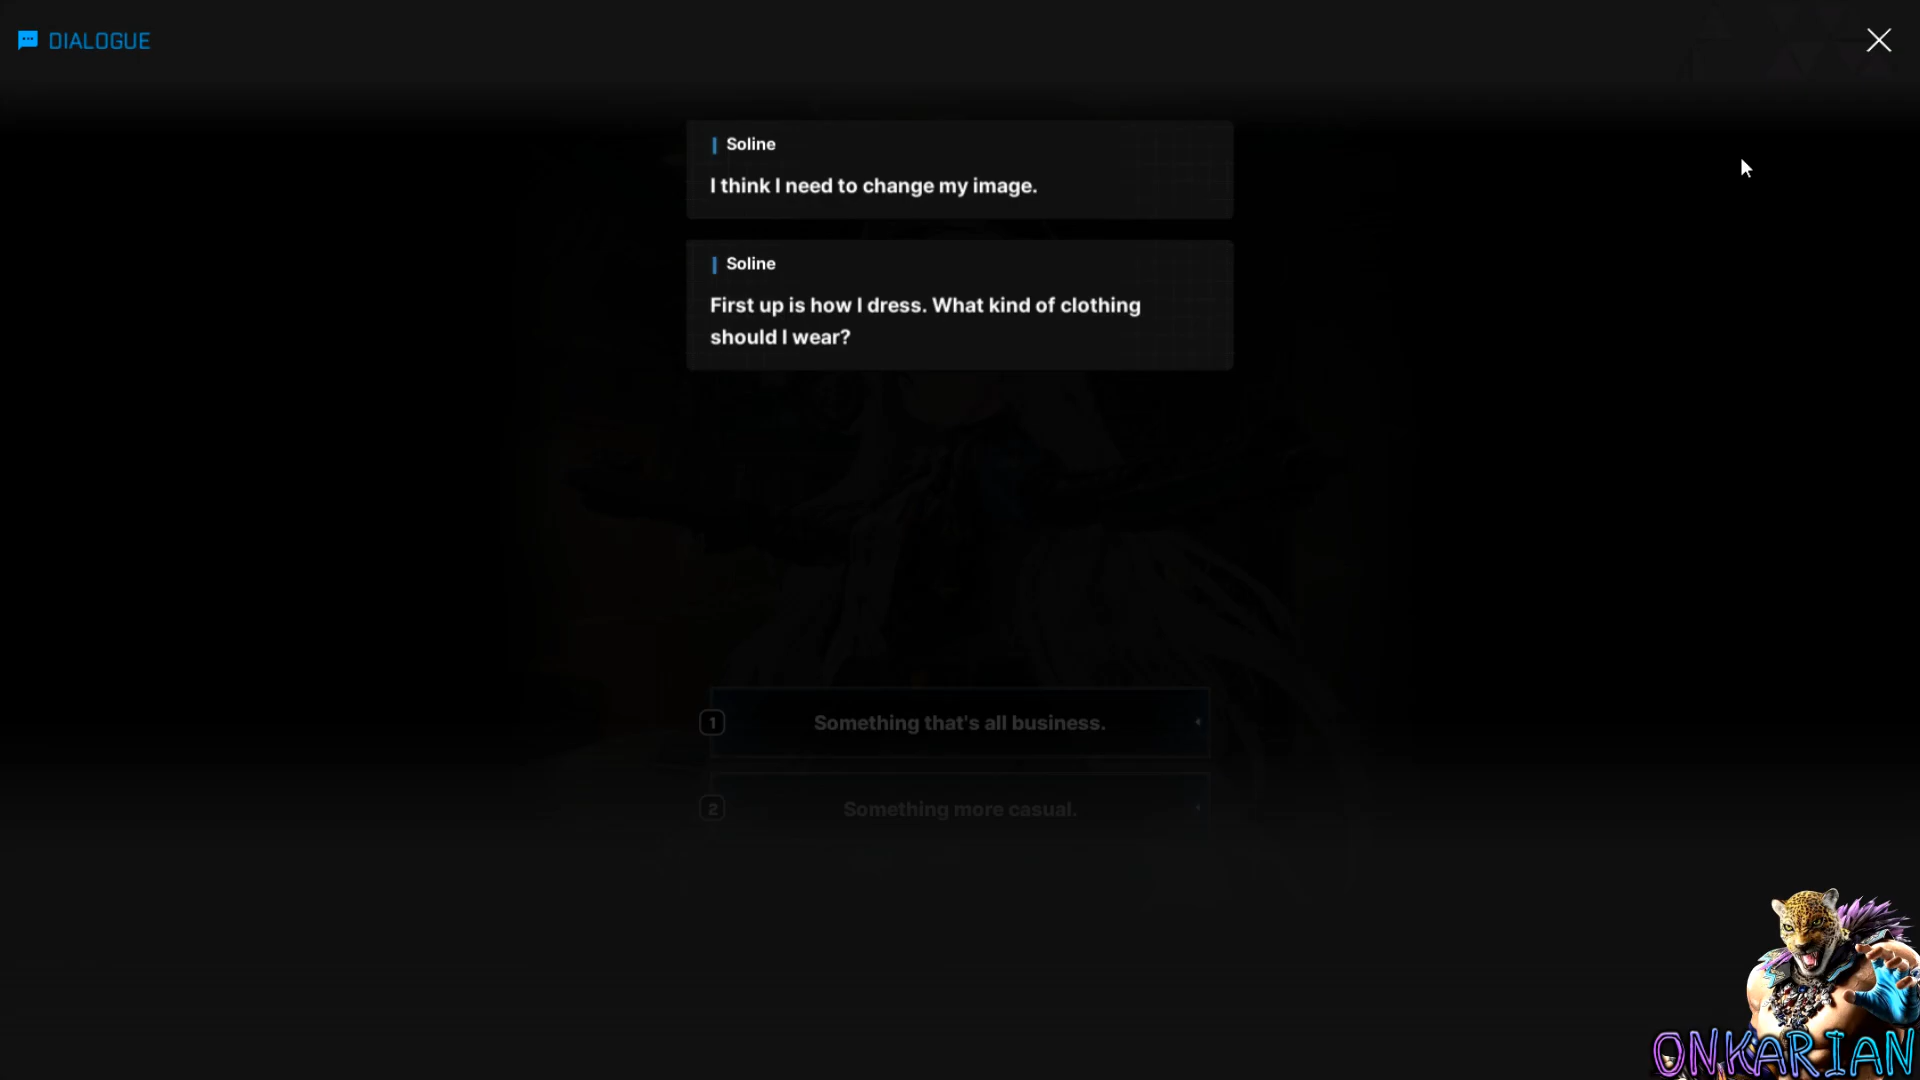 DIALOGUE
Soline
I think I need to change my image.
Soline
First up is how I dress. What kind of clothing
should I wear?
1 Something that's all business.
2 Something more casual.
ONKARIAN